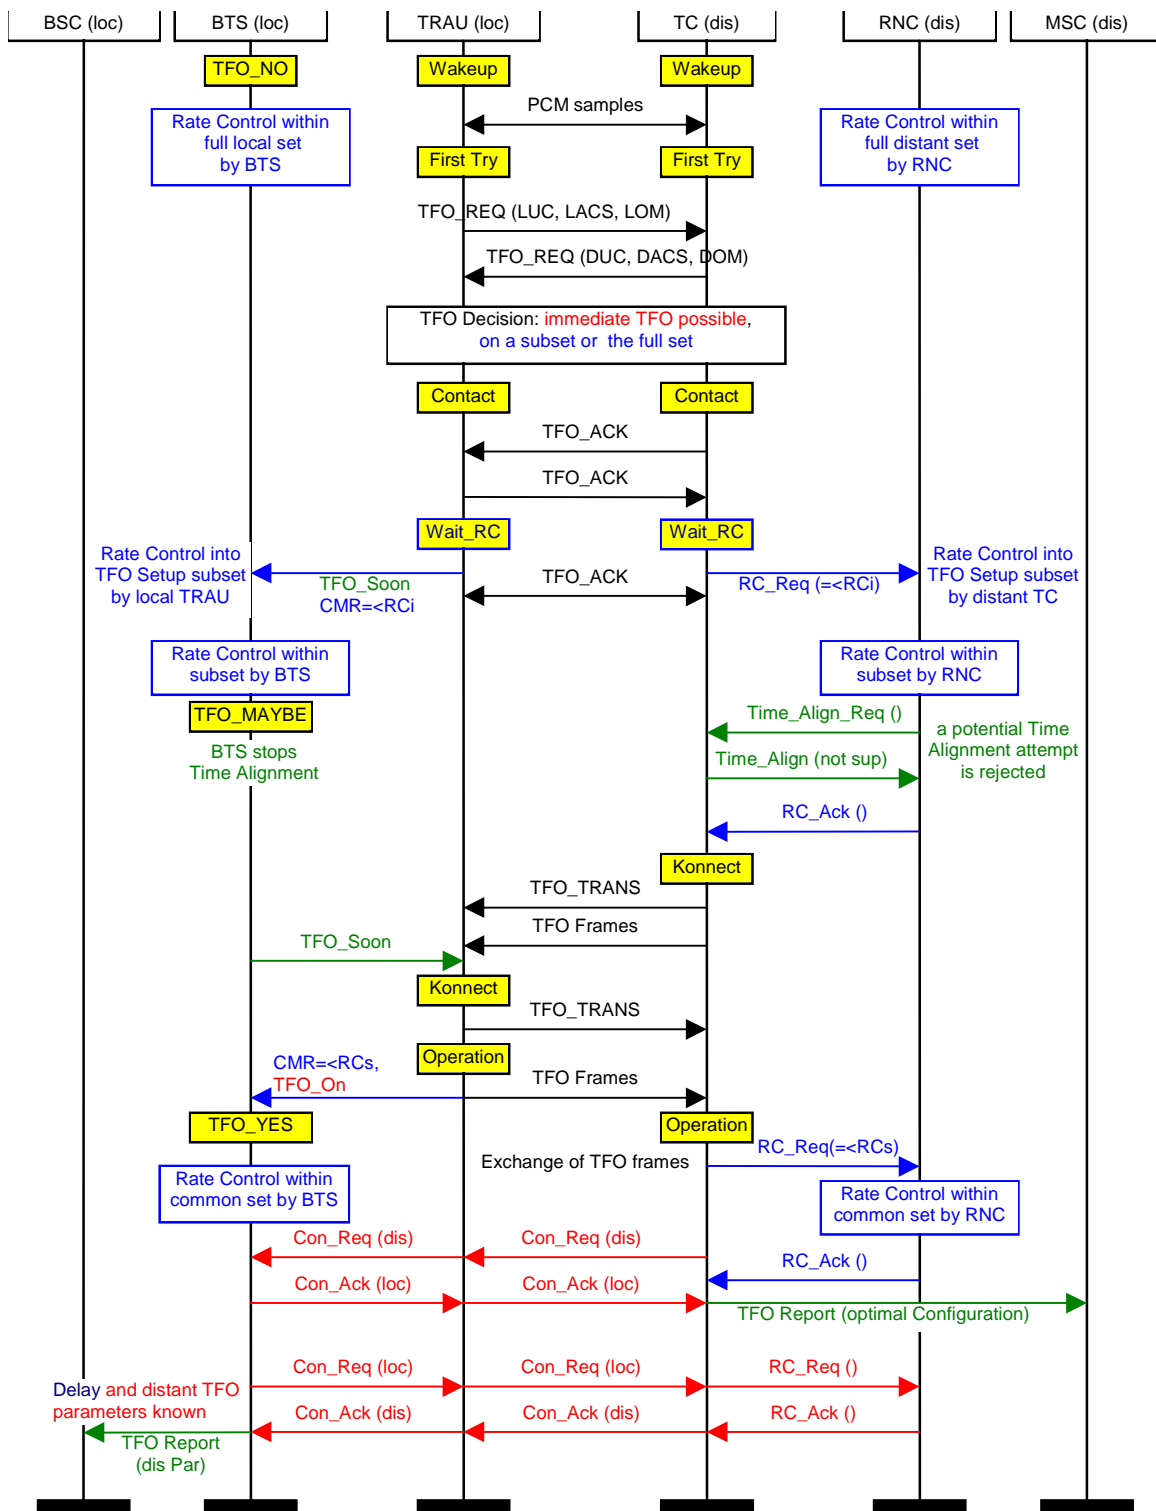 BSC (loc)
BTS (loc)
TRAU (loc)
TC (dis)
RNC (dis)
MSC (dis)
TFO_NO
Wakeup
Wakeup
PCM samples
Rate Control within
full local set
by BTS
Rate Control within
full distant set
by RNC
First Try
First Try
TFO_REQ (LUC, LACS, LOM)
TFO_REQ (DUC, DACS, DOM)
TFO Decision: immediate TFO possible,
on a subset or the full set
Contact
Contact
TFO_ACK
TFO_ACK
Wait_RC
Wait_RC
Rate Control into
TFO Setup subset
by local TRAU
TFO_Soon
CMR=<RCi
TFO_ACK
RC_Req (=<RCi)
Rate Control into
TFO Setup subset
by distant TC
Rate Control within
subset by BTS
Rate Control within
subset by RNC
TFO_MAYBE
BTS stops
Time Alignment
Time_Align_Req ()
Time_Align (not sup)
a potential Time
Alignment attempt
is rejected
RC_Ack ()
Konnect
TFO_TRANS
TFO Frames
TFO_Soon
Konnect
TFO_TRANS
Operation
CMR=<RCs,
TFO_On
TFO Frames
TFO_YES
Operation
Exchange of TFO frames
RC_Req(=<RCs)
Rate Control within
common set by BTS
Rate Control within
common set by RNC
Con_Req (dis)
Con_Req (dis)
RC_Ack ()
Con_Ack (loc)
Con_Ack (loc)
TFO Report (optimal Configuration)
Con_Req (loc)
Con_Req (loc)
RC_Req ()
Delay and distant TFO
parameters known
Con_Ack (dis)
Con_Ack (dis)
RC_Ack ()
TFO Report
(dis Par)